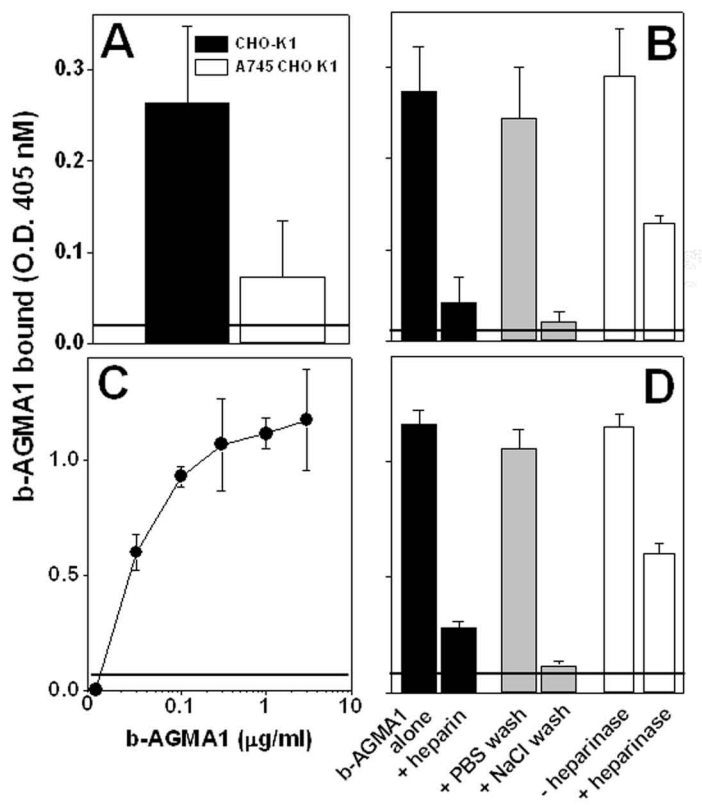 A
CHO-K1
A745 CHO K1
B
0.3
0.2
0.1
0.0
b-AGMA1 bound (O.D. 405 nM)
C
D
1.0
0.5
0.0
0
0.1
1
10
b-AGMA1 (µg/ml)
b-AGMA1 alone
+ heparin
+ PBS wash
+ NaCl wash
- heparinase
+ heparinase